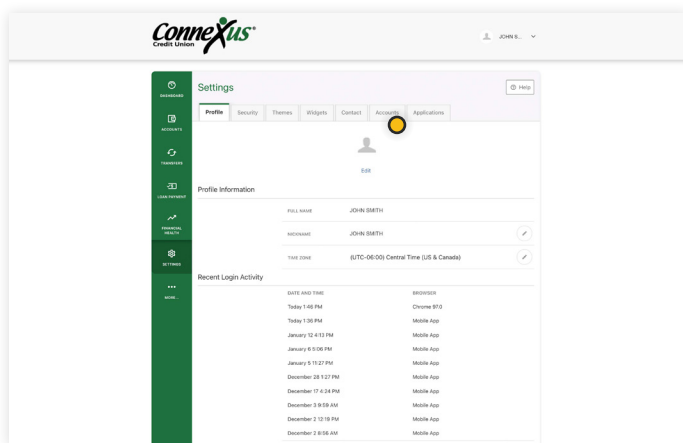 Connexus®
Credit Union
JOHN S...
DASHBOARD
ACCOUNTS
TRANSFERS
LOAN PAYMENT
FINANCIAL
HEALTH
SETTINGS
MORE...
Settings
Help
Profile Security Themes Widgets Contact Accounts Applications
Edit
Profile Information
FULL NAME JOHN SMITH
NICKNAME JOHN SMITH
TIME ZONE (UTC-06:00) Central Time (US & Canada)
Recent Login Activity
DATE AND TIME BROWSER
Today 1:46 PM Chrome 97.0
Today 1:36 PM Mobile App
January 12 4:13 PM Mobile App
January 6 5:06 PM Mobile App
January 5 11:27 PM Mobile App
December 28 1:27 PM Mobile App
December 17 4:24 PM Mobile App
December 3 9:59 AM Mobile App
December 2 12:19 PM Mobile App
December 2 8:56 AM Mobile App